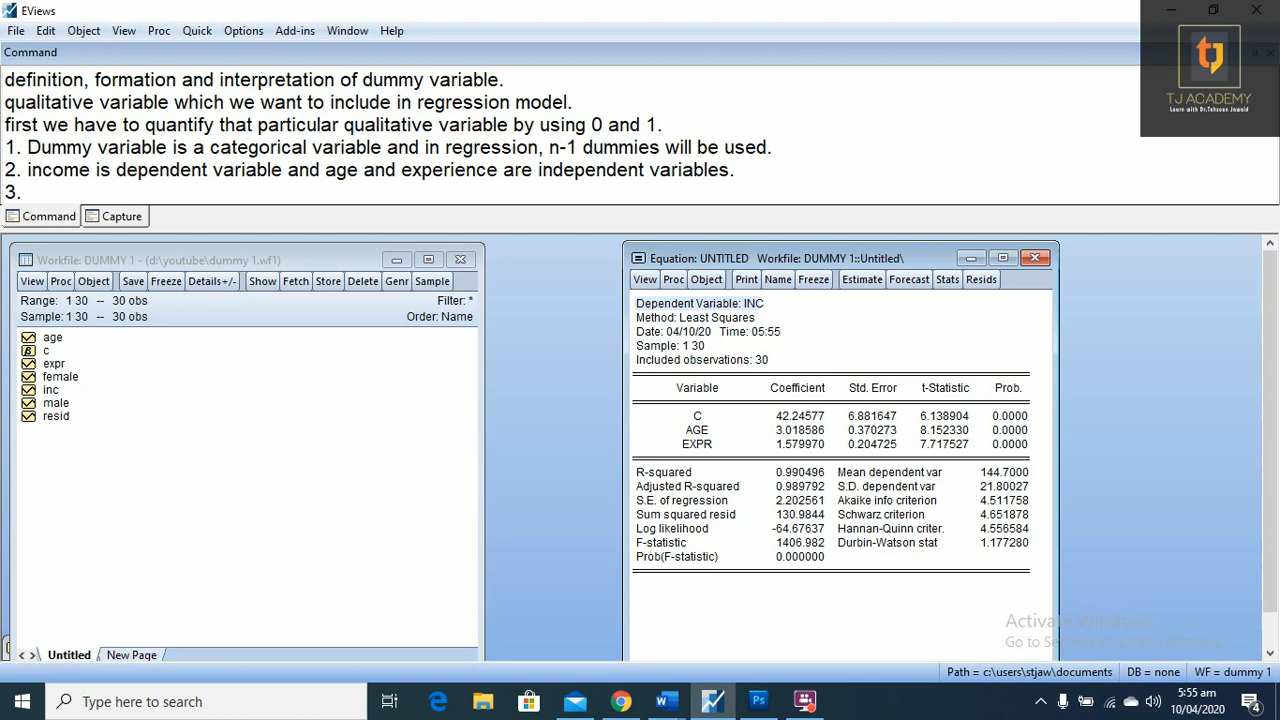 EViews
File Edit Object View Proc Quick Options Add-ins Window Help
Command
definition, formation and interpretation of dummy variable.
qualitative variable which we want to include in regression model.
first we have to quantify that particular qualitative variable by using 0 and 1.
1. Dummy variable is a categorical variable and in regression, n-1 dummies will be used.
2. income is dependent variable and age and experience are independent variables.
3.
TJ ACADEMY
Learn with Dr.Tehseen Jawaid
Command Capture
Workfile: DUMMY 1 - (d:\youtube\dummy 1.wf1)
View Proc Object Save Freeze Details+/- Show Fetch Store Delete Genr Sample
Range: 1 30 -- 30 obs Filter: *
Sample: 1 30 -- 30 obs Order: Name
age
c
expr
female
inc
male
resid
Untitled New Page
Equation: UNTITLED Workfile: DUMMY 1::Untitled\
View Proc Object Print Name Freeze Estimate Forecast Stats Resids
Dependent Variable: INC
Method: Least Squares
Date: 04/10/20 Time: 05:55
Sample: 1 30
Included observations: 30
Variable Coefficient Std. Error t-Statistic Prob.
C 42.24577 6.881647 6.138904 0.0000
AGE 3.018586 0.370273 8.152330 0.0000
EXPR 1.579970 0.204725 7.717527 0.0000
R-squared 0.990496 Mean dependent var 144.7000
Adjusted R-squared 0.989792 S.D. dependent var 21.80027
S.E. of regression 2.202561 Akaike info criterion 4.511758
Sum squared resid 130.9844 Schwarz criterion 4.651878
Log likelihood -64.67637 Hannan-Quinn criter. 4.556584
F-statistic 1406.982 Durbin-Watson stat 1.177280
Prob(F-statistic) 0.000000
Activate Windows
Go to
Path = c:\users\stjaw\documents DB = none WF = dummy 1
Type here to search
5:55 am
10/04/2020
4